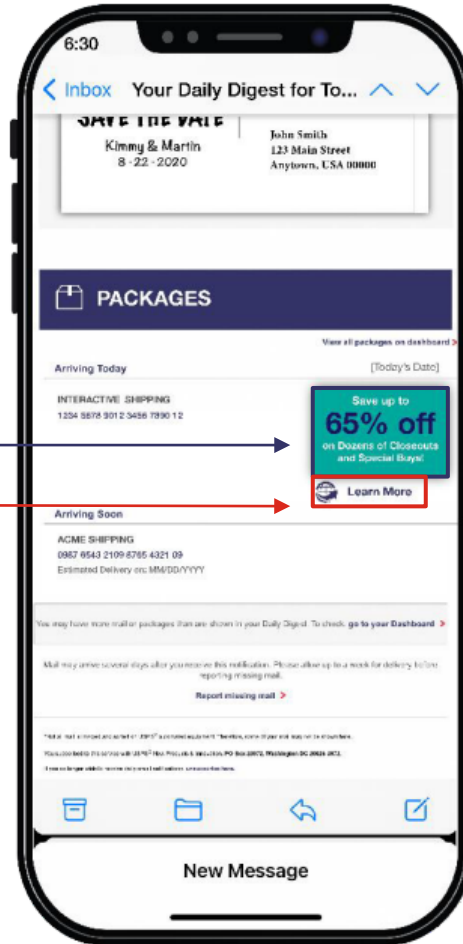 6:30
Inbox Your Daily Digest for To...
SAVE THE DATE
Kimmy & Martin
8-22-2020
John Smith
123 Main Street
Anytown, USA 00000
PACKAGES
View all packages on dashboard >
Arriving Today [Today's Date]
INTERACTIVE SHIPPING
1234 5678 9012 3456 7890 12
Save up to
65% off
on Dozens of Closeouts
and Special Buys!
Learn More
Arriving Soon
ACME SHIPPING
0987 6543 2109 8765 4321 09
Estimated Delivery on: MM/DD/YYYY
You may have more mail or packages than are shown in your Daily Digest. To check, go to your Dashboard >
Mail may arrive several days after you receive this notification. Please allow up to a week for delivery before
reporting missing mail.
Report missing mail >
New Message